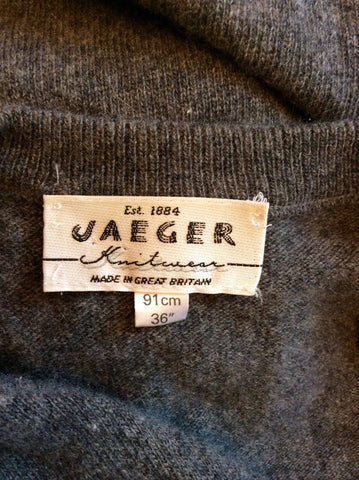 Est. 1884
JAEGER
Knitwear
MADE IN GREAT BRITAIN
91cm
36"